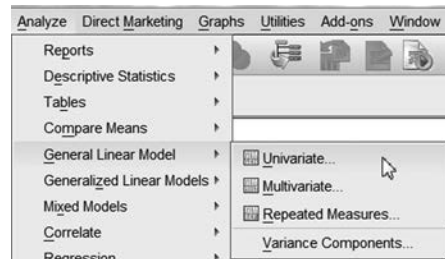 Analyze Direct Marketing Graphs Utilities Add-ons Window
Reports
Descriptive Statistics
Tables
Compare Means
General Linear Model
Univariate...
Generalized Linear Models
Multivariate...
Mixed Models
Repeated Measures...
Correlate
Variance Components...
Regression